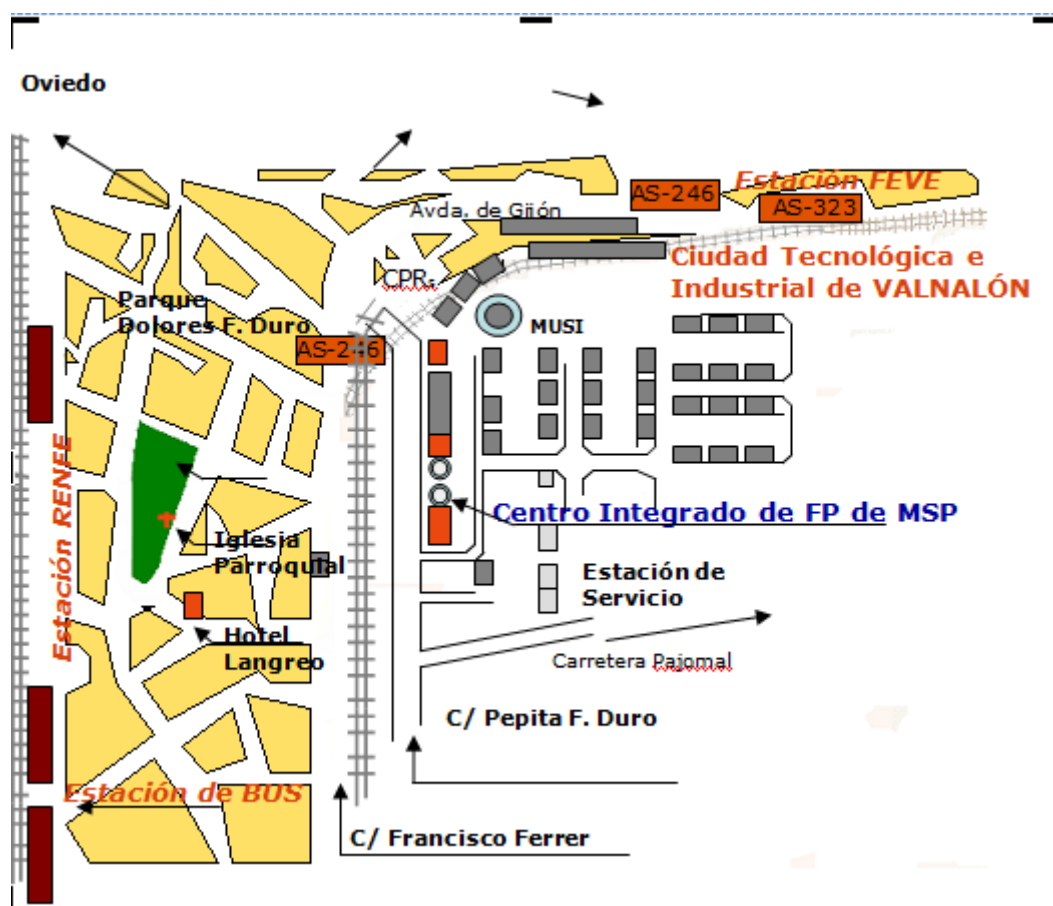 Oviedo
AS-246
Estación FEVE
AS-323
Avda. de Gijón
Ciudad Tecnológica e
Industrial de VALNALÓN
CPR.
Parque
Dolores F. Duro
MUSI
AS-246
Estación RENFE
Centro Integrado de FP de MSP
Iglesia
Parroquial
Estación de
Servicio
Hotel
Langreo
Carretera Pajomal
C/ Pepita F. Duro
Estación de BUS
C/ Francisco Ferrer